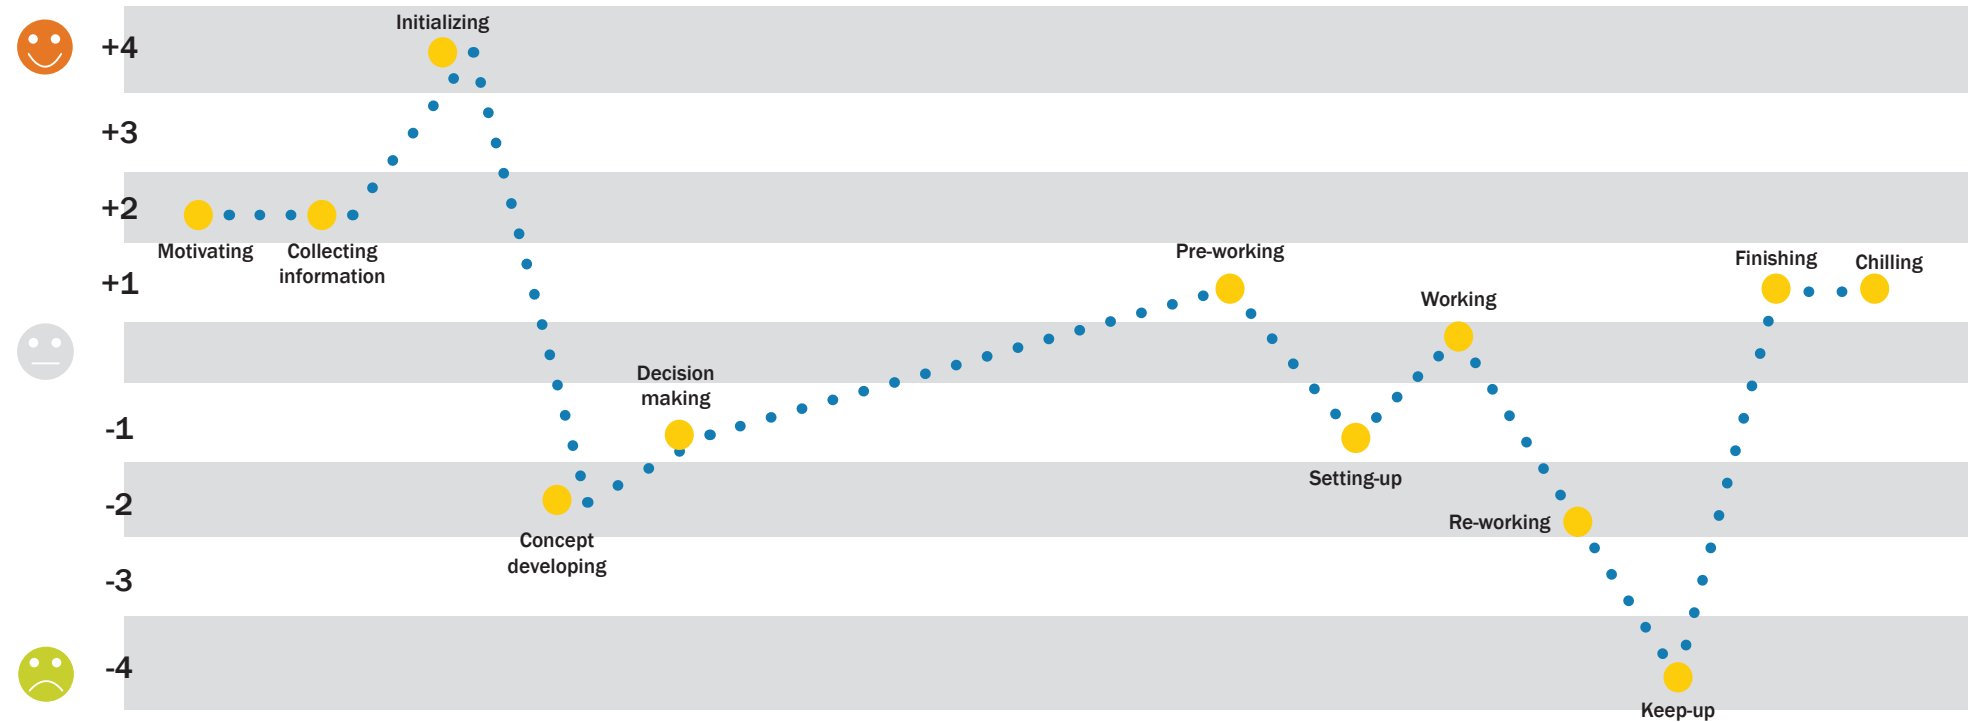 Initializing
+4
+3
+2
Motivating
Collecting
information
+1
Pre-working
Finishing
Chilling
Working
Decision
making
-1
Setting-up
-2
Re-working
Concept
developing
-3
-4
Keep-up